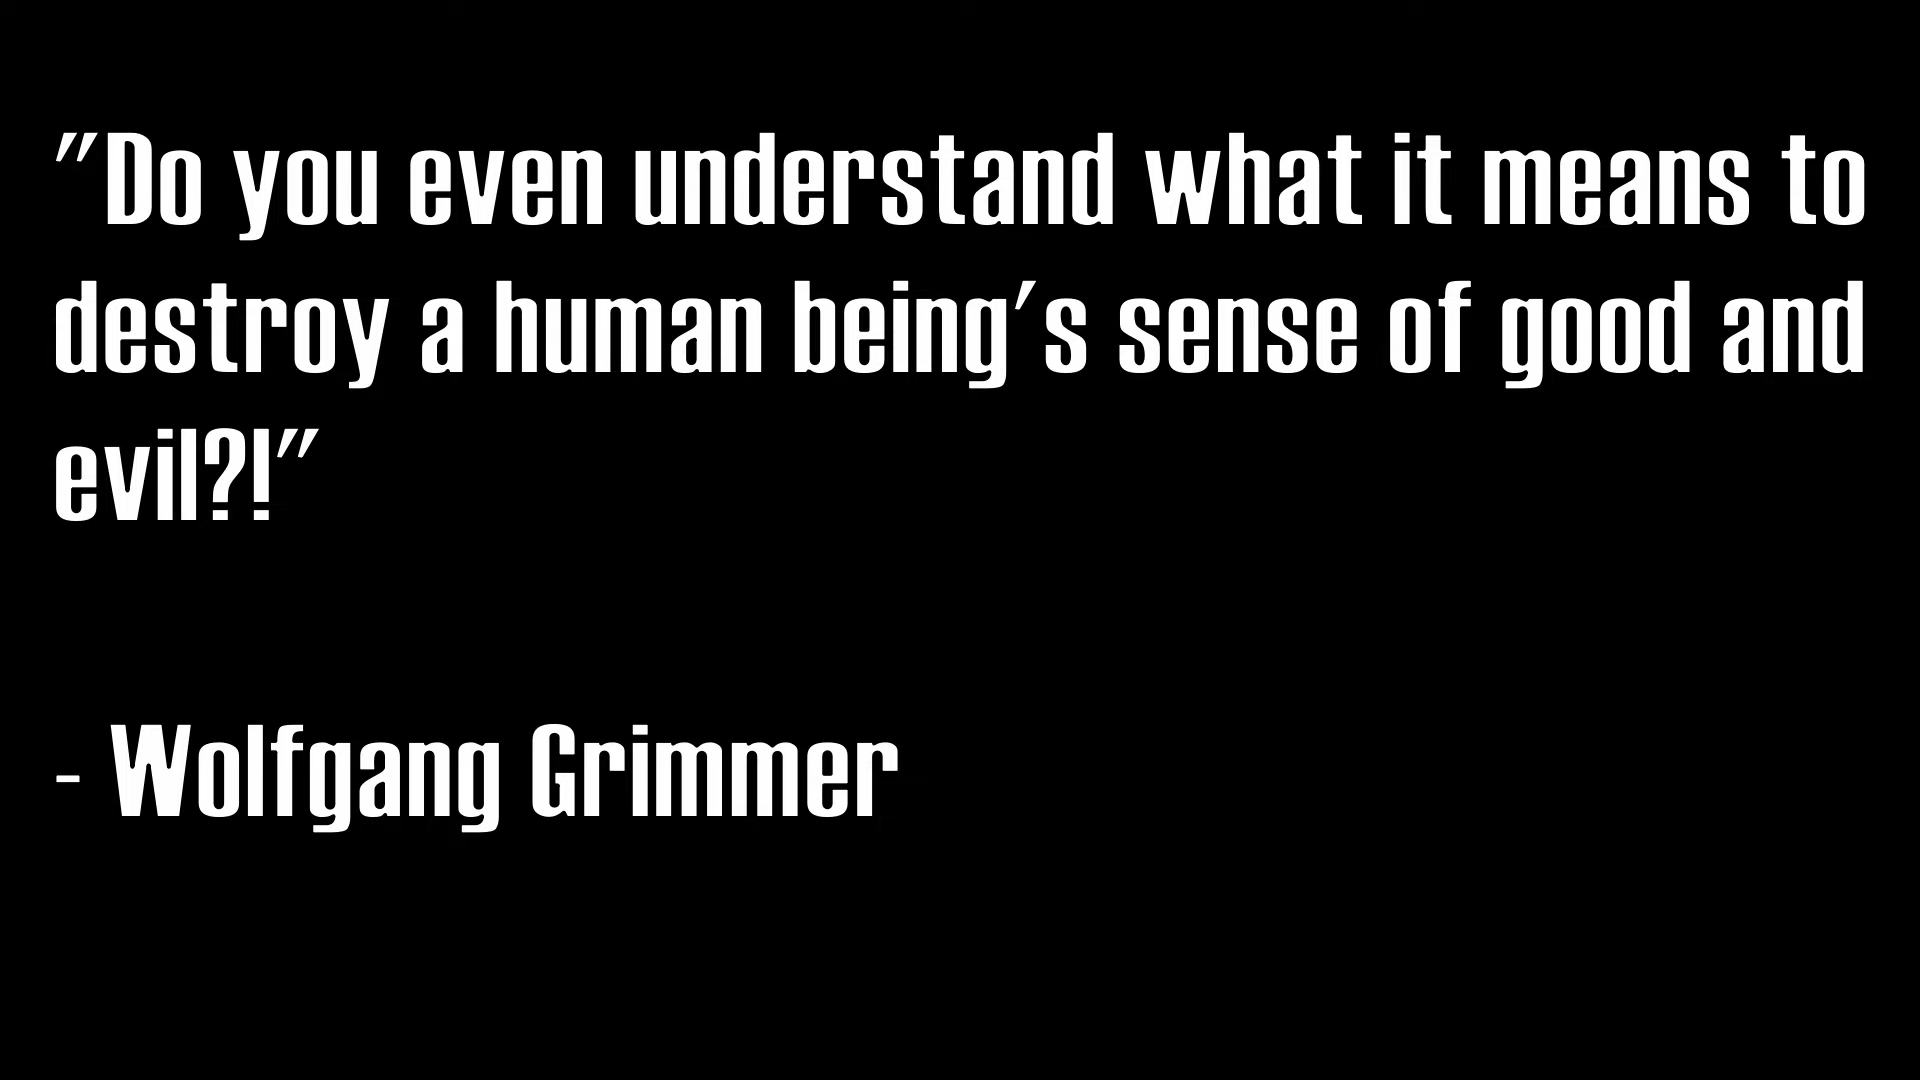 "Do you even understand what it means to
destroy a human being's sense of good and
evil?!"
- Wolfgang Grimmer